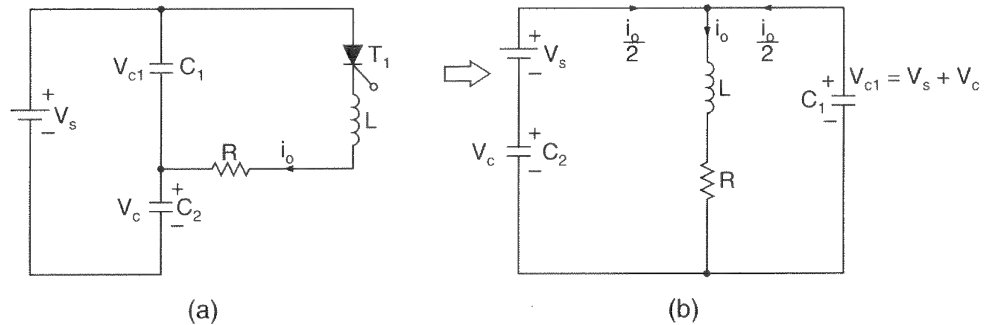 V_c1
C_1
T_1
+
V_s
−
L
R
i_o
V_c
+
C_2
−
(a)
i_o/2
i_o
i_o/2
+
V_s
−
L
+
V_c1 = V_s + V_c
C_1
−
V_c
+
C_2
−
R
(b)